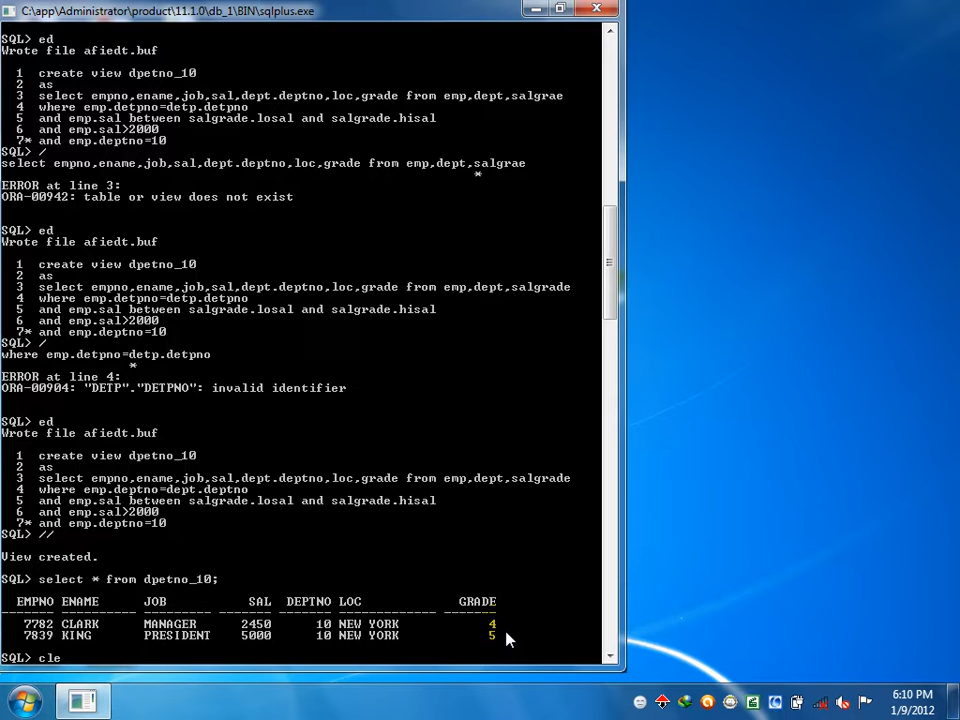 C:\app\Administrator\product\11.1.0\db_1\BIN\sqlplus.exe
SQL> ed
Wrote file afiedt.buf
1 create view dpetno_10
2 as
3 select empno,ename,job,sal,dept.deptno,loc,grade from emp,dept,salgrae
4 where emp.detpno=detp.detpno
5 and emp.sal between salgrade.losal and salgrade.hisal
6 and emp.sal>2000
7* and emp.deptno=10
SQL> /
select empno,ename,job,sal,dept.deptno,loc,grade from emp,dept,salgrae
*
ERROR at line 3:
ORA-00942: table or view does not exist
SQL> ed
Wrote file afiedt.buf
1 create view dpetno_10
2 as
3 select empno,ename,job,sal,dept.deptno,loc,grade from emp,dept,salgrade
4 where emp.detpno=detp.detpno
5 and emp.sal between salgrade.losal and salgrade.hisal
6 and emp.sal>2000
7* and emp.deptno=10
SQL> /
where emp.detpno=detp.detpno
*
ERROR at line 4:
ORA-00904: "DETP"."DETPNO": invalid identifier
SQL> ed
Wrote file afiedt.buf
1 create view dpetno_10
2 as
3 select empno,ename,job,sal,dept.deptno,loc,grade from emp,dept,salgrade
4 where emp.deptno=dept.deptno
5 and emp.sal between salgrade.losal and salgrade.hisal
6 and emp.sal>2000
7* and emp.deptno=10
SQL> //
View created.
SQL> select * from dpetno_10;
EMPNO ENAME JOB SAL DEPTNO LOC GRADE
---------- ---------- --------- ---------- ---------- ------------- ----------
7782 CLARK MANAGER 2450 10 NEW YORK 4
7839 KING PRESIDENT 5000 10 NEW YORK 5
SQL> cle
6:10 PM
1/9/2012